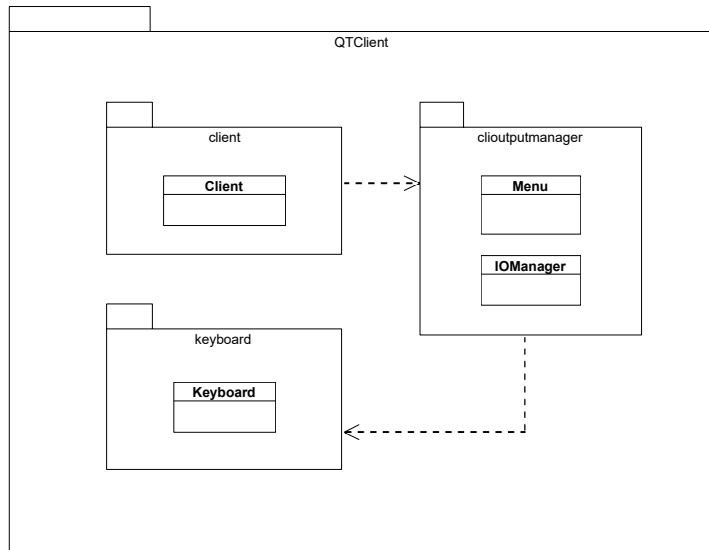 QTClient
client
Client
clioutputmanager
Menu
IOManager
keyboard
Keyboard